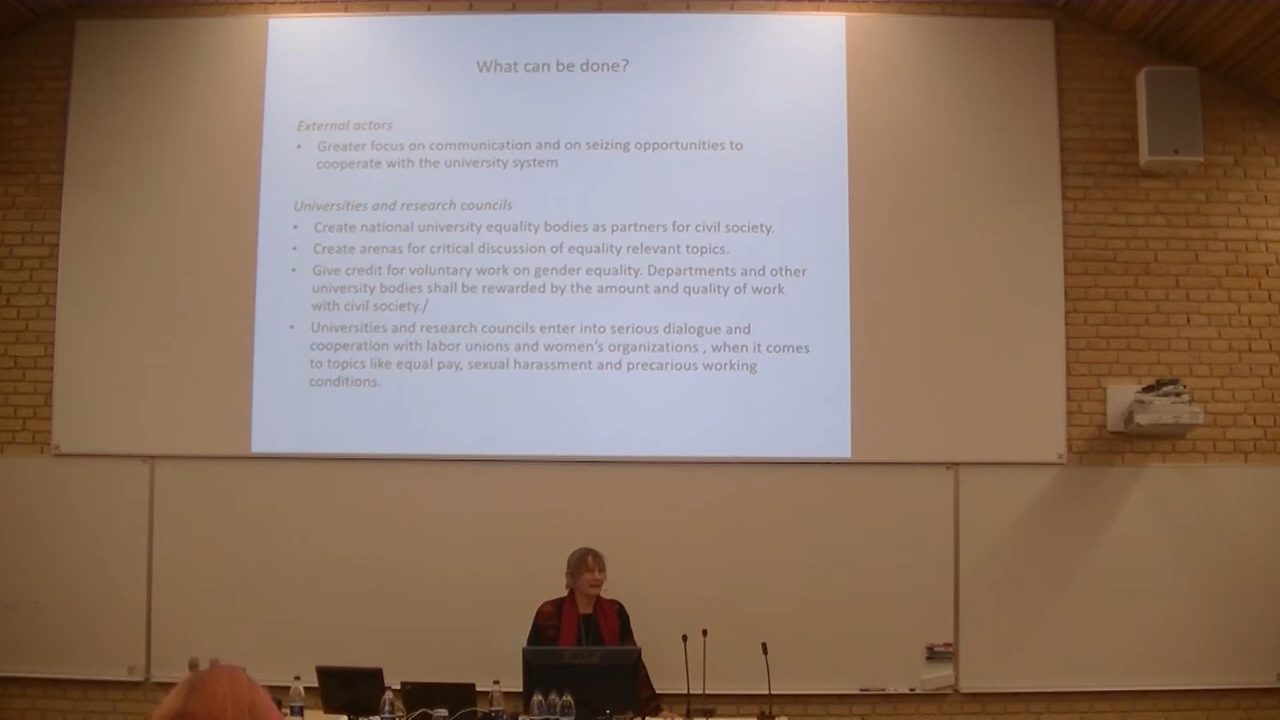 What can be done?
External actors
• Greater focus on communication and on seizing opportunities to
cooperate with the university system
Universities and research councils
• Create national university equality bodies as partners for civil society.
• Create arenas for critical discussion of equality relevant topics.
• Give credit for voluntary work on gender equality. Departments and other
university bodies shall be rewarded by the amount and quality of work
with civil society./
• Universities and research councils enter into serious dialogue and
cooperation with labor unions and women's organizations , when it comes
to topics like equal pay, sexual harassment and precarious working
conditions.